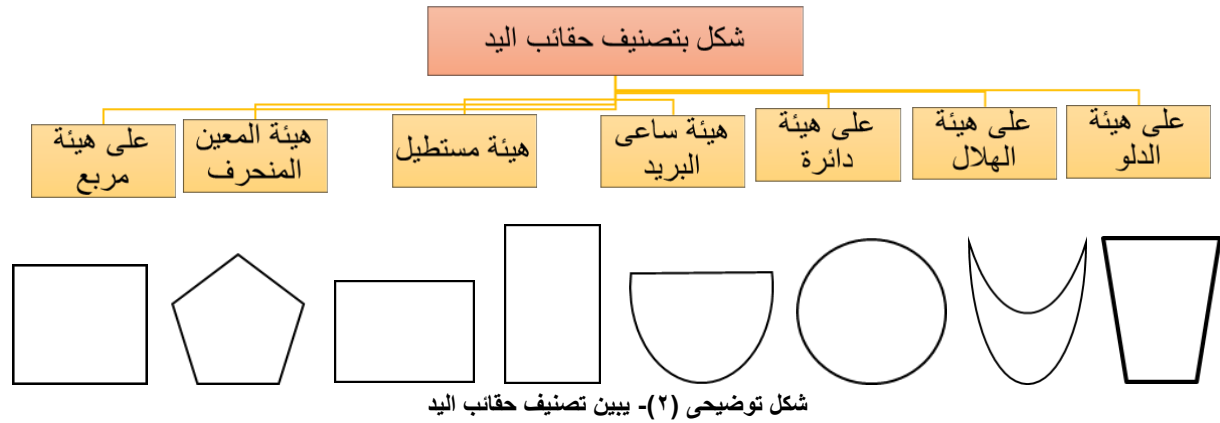 شكل بتصنيف حقائب اليد
على هيئة
الدلو
على هيئة
الهلال
على هيئة
دائرة
هيئة ساعى
البريد
هيئة مستطيل
هيئة المعين
المنحرف
على هيئة
مربع
شكل توضيحى (٢)- يبين تصنيف حقائب اليد